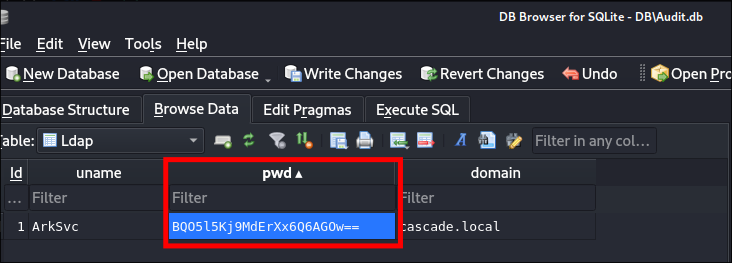 DB Browser for SQLite - DB\Audit.db
File Edit View Tools Help
New Database Open Database Write Changes Revert Changes Undo Open Pro
Database Structure Browse Data Edit Pragmas Execute SQL
Table: Ldap Filter in any col...
Id uname pwd domain
... Filter Filter Filter
1 ArkSvc BQO5l5Kj9MdErXx6Q6AGOw== cascade.local